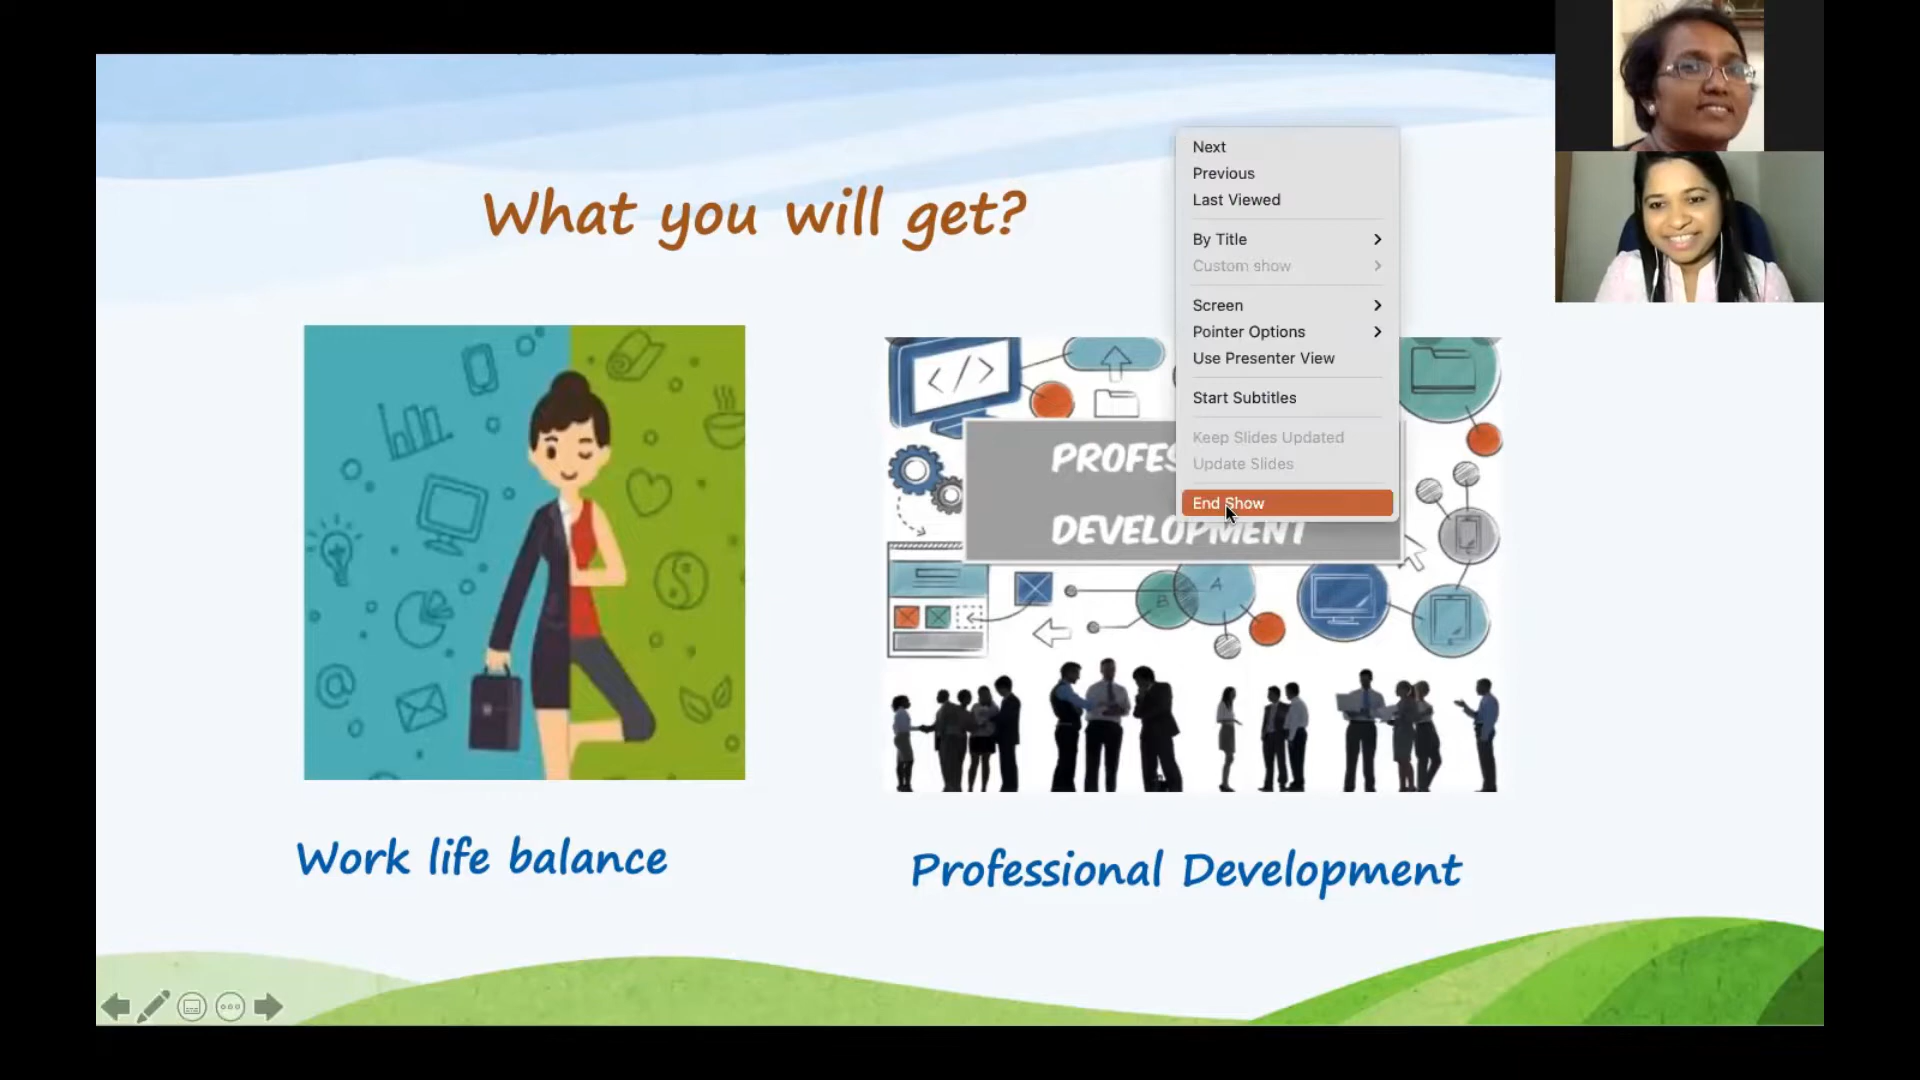 What you will get?
Next
Previous
Last Viewed
By Title
Custom show
Screen
Pointer Options
Use Presenter View
Start Subtitles
Keep Slides Updated
Update Slides
End Show
</>
PROFES
DEVELOPMENT
B
A
@
Work life balance
Professional Development